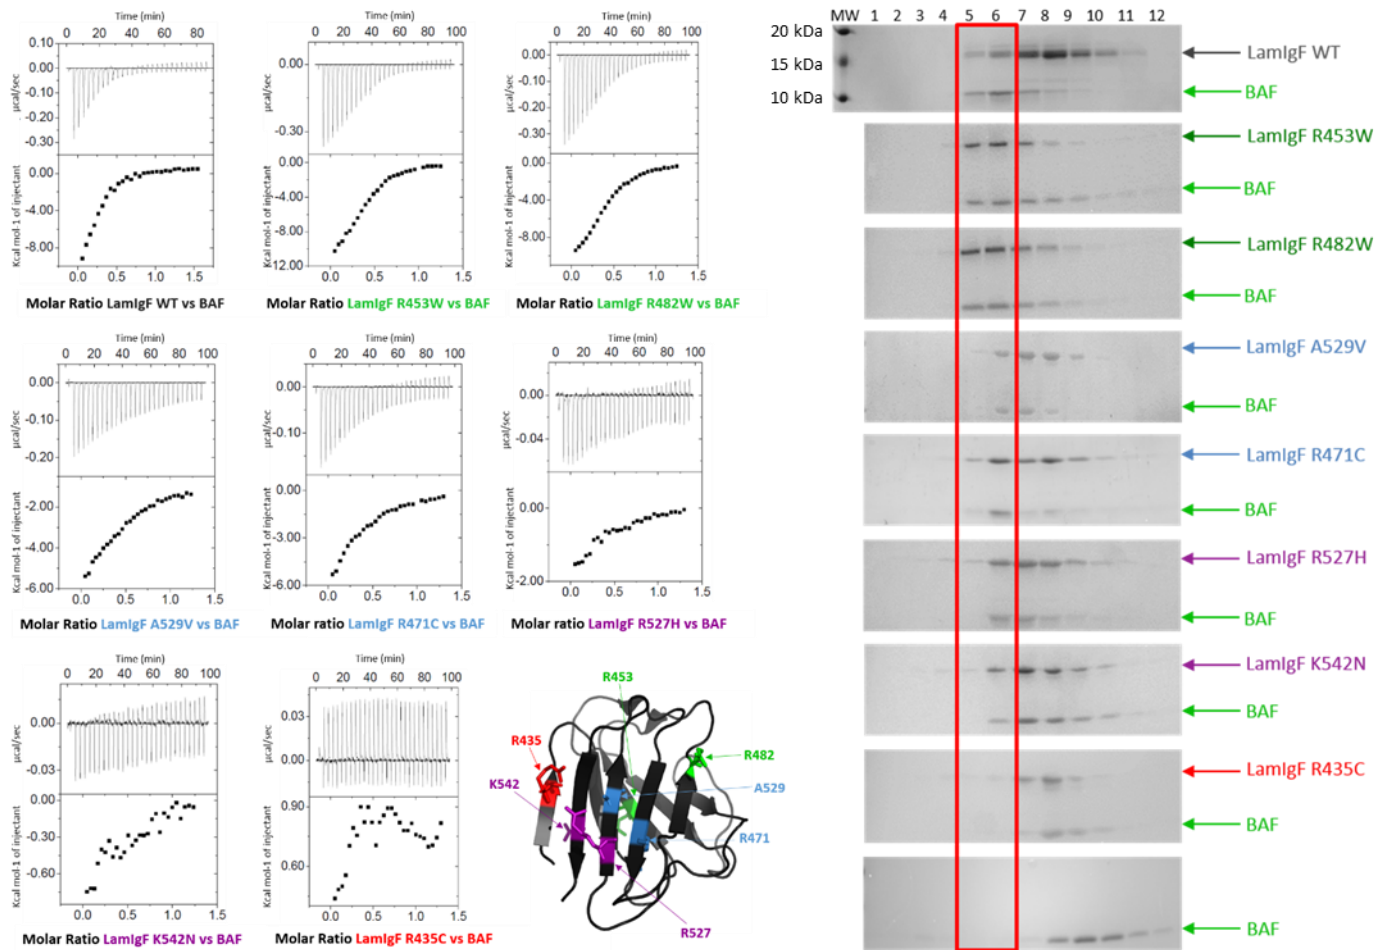 Time (min)
0 20 40 60 80
0.10
0.00
-0.10
-0.20
-0.30
µcal/sec
0.00
-4.00
-8.00
Kcal mol-1 of injectant
0.0 0.5 1.0 1.5
Molar Ratio LamIgF WT vs BAF
Time (min)
0 20 40 60 80 100
0.00
-0.30
µcal/sec
0.00
-4.00
-8.00
-12.00
Kcal mol-1 of injectant
0.0 0.5 1.0 1.5
Molar Ratio LamIgF R453W vs BAF
Time (min)
0 20 40 60 80 100
0.00
-0.10
-0.20
-0.30
µcal/sec
0.00
-4.00
-8.00
Kcal mol-1 of injectant
0.0 0.5 1.0 1.5
Molar Ratio LamIgF R482W vs BAF
Time (min)
0 20 40 60 80 100
0.00
-0.10
-0.20
µcal/sec
-2.00
-4.00
-6.00
Kcal mol-1 of injectant
0.0 0.5 1.0 1.5
Molar Ratio LamIgF A529V vs BAF
Time (min)
0 20 40 60 80 100
0.00
-0.10
µcal/sec
0.00
-3.00
-6.00
Kcal mol-1 of injectant
0.0 0.5 1.0 1.5
Molar ratio LamIgF R471C vs BAF
Time (min)
0 20 40 60 80 100
0.00
-0.04
µcal/sec
0.00
-2.00
Kcal mol-1 of injectant
0.0 0.5 1.0 1.5
Molar ratio LamIgF R527H vs BAF
Time (min)
0 20 40 60 80 100
0.00
-0.03
µcal/sec
0.00
-0.30
-0.60
Kcal mol-1 of injectant
0.0 0.5 1.0 1.5
Molar Ratio LamIgF K542N vs BAF
Time (min)
0 20 40 60 80 100
0.03
0.00
µcal/sec
0.90
0.60
Kcal mol-1 of injectant
0.0 0.5 1.0 1.5
Molar Ratio LamIgF R435C vs BAF
R453
R435
R482
K542
A529
R471
R527
MW 1 2 3 4 5 6 7 8 9 10 11 12
20 kDa
15 kDa
10 kDa
LamIgF WT
BAF
LamIgF R453W
BAF
LamIgF R482W
BAF
LamIgF A529V
BAF
LamIgF R471C
BAF
LamIgF R527H
BAF
LamIgF K542N
BAF
LamIgF R435C
BAF
BAF